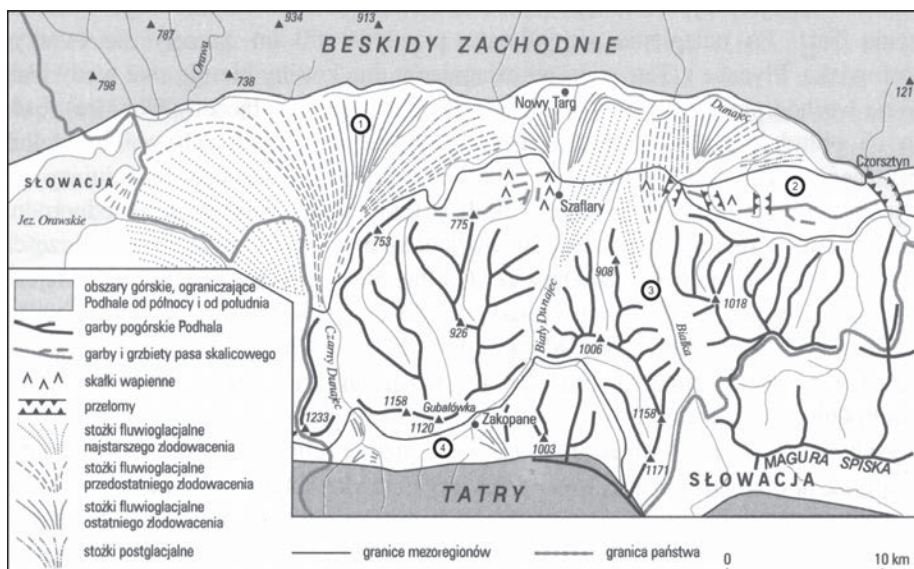 934
913
787
Orawa
BESKIDY ZACHODNIE
798
738
121
Nowy Targ
Dunajec
1
Czorsztyn
SŁOWACJA
2
Szaflary
Jez. Orawskie
775
753
908
obszary górskie, ograniczające
Podhale od północy i od południa
3
1018
garby pogórskie Podhala
Czarny Dunajec
926
Biały Dunajec
1006
Białka
garby i grzbiety pasa skalicowego
skałki wapienne
1158
Gubałówka
1158
przełomy
1233
1120
Zakopane
stożki fluwioglacjalne
najstarszego zlodowacenia
4
1003
1171
MAGURA SPISKA
stożki fluwioglacjalne
przedostatniego zlodowacenia
TATRY
SŁOWACJA
stożki fluwioglacjalne
ostatniego zlodowacenia
stożki postglacjalne
granice mezoregionów
granica państwa
0
10 km